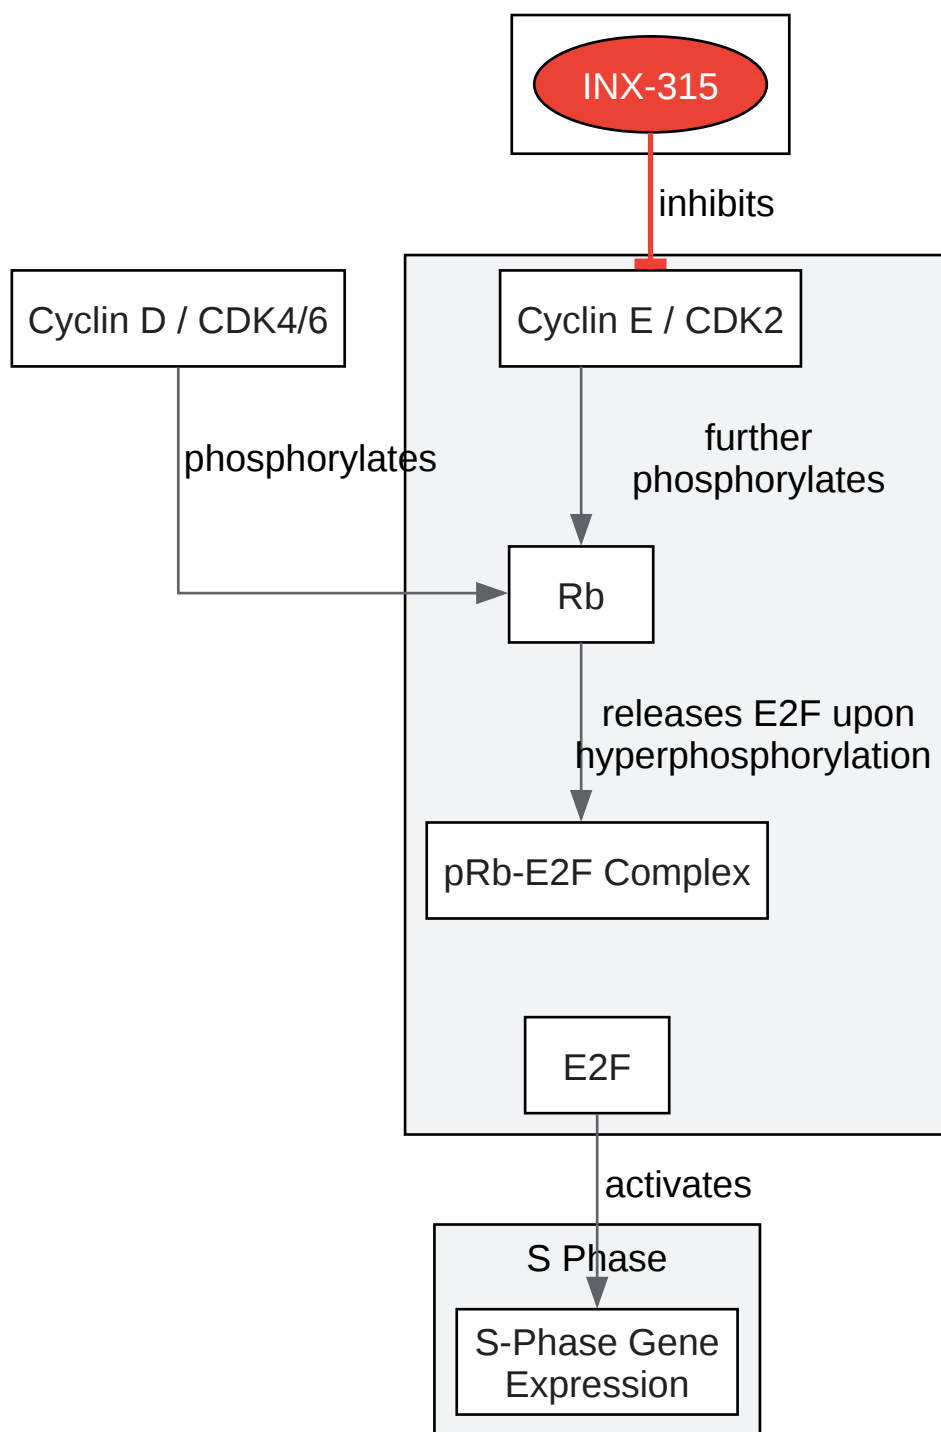 INX-315
inhibits
Cyclin D / CDK4/6
Cyclin E / CDK2
phosphorylates
further
phosphorylates
Rb
releases E2F upon
hyperphosphorylation
pRb-E2F Complex
E2F
activates
S Phase
S-Phase Gene
Expression